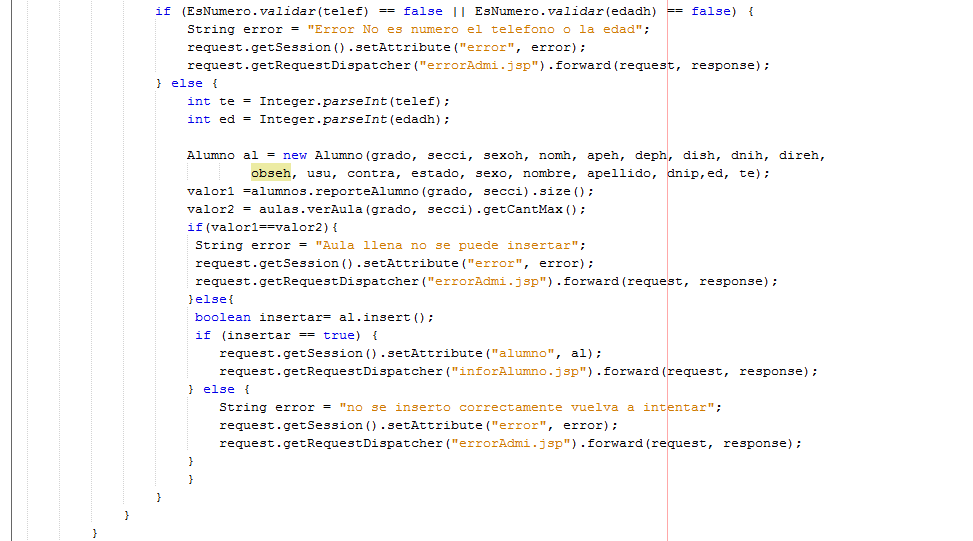 if (EsNumero.validar(telef) == false || EsNumero.validar(edadh) == false) {
String error = "Error No es numero el telefono o la edad";
request.getSession().setAttribute("error", error);
request.getRequestDispatcher("errorAdmi.jsp").forward(request, response);
} else {
int te = Integer.parseInt(telef);
int ed = Integer.parseInt(edadh);
Alumno al = new Alumno(grado, secci, sexoh, nomh, apeh, deph, dish, dnih, direh,
obseh, usu, contra, estado, sexo, nombre, apellido, dnip,ed, te);
valor1 =alumnos.reporteAlumno(grado, secci).size();
valor2 = aulas.verAula(grado, secci).getCantMax();
if(valor1==valor2){
String error = "Aula llena no se puede insertar";
request.getSession().setAttribute("error", error);
request.getRequestDispatcher("errorAdmi.jsp").forward(request, response);
}else{
boolean insertar= al.insert();
if (insertar == true) {
request.getSession().setAttribute("alumno", al);
request.getRequestDispatcher("inforAlumno.jsp").forward(request, response);
} else {
String error = "no se inserto correctamente vuelva a intentar";
request.getSession().setAttribute("error", error);
request.getRequestDispatcher("errorAdmi.jsp").forward(request, response);
}
}
}
}
}